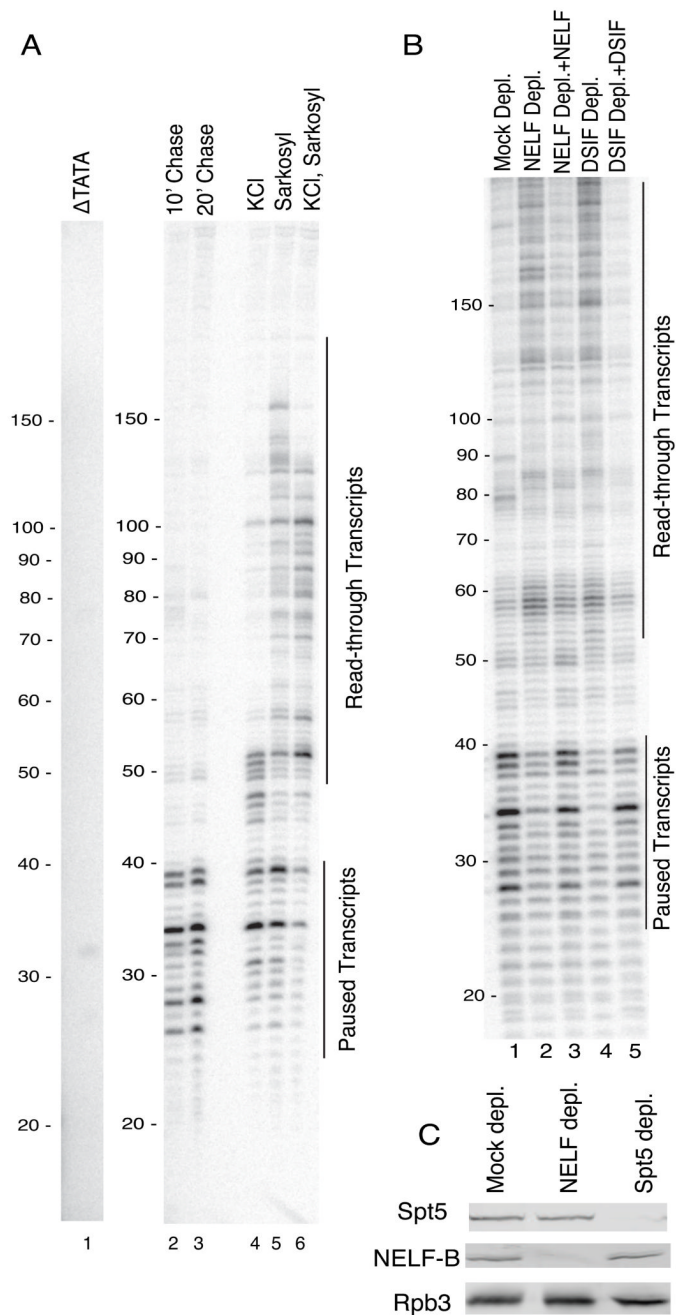 A
ΔTATA
10' Chase
20' Chase
KCl
Sarkosyl
KCl, Sarkosyl
150 -
100 -
90 -
80 -
70 -
60 -
50 -
40 -
30 -
20 -
150 -
100 -
90 -
80 -
70 -
60 -
50 -
40 -
30 -
20 -
Read-through Transcripts
Paused Transcripts
1
2 3
4 5 6
B
Mock Depl.
NELF Depl.
NELF Depl.+NELF
DSIF Depl.
DSIF Depl.+DSIF
150 -
100 -
90 -
80 -
70 -
60 -
50 -
40 -
30 -
20 -
Read-through Transcripts
Paused Transcripts
1 2 3 4 5
C
Mock depl.
NELF depl.
Spt5 depl.
Spt5
NELF-B
Rpb3